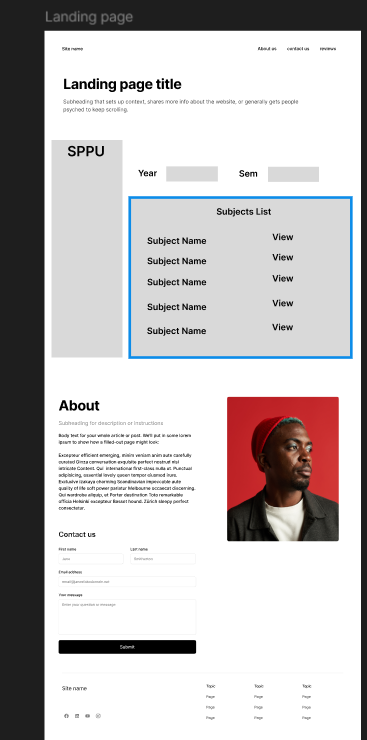 Landing page
Site name
About us contact us reviews
Landing page title
Subheading that sets up context, shares more info about the website, or generally gets people
psyched to keep scrolling.
SPPU
Year
Sem
Subjects List
Subject Name View
Subject Name View
Subject Name View
Subject Name View
Subject Name View
About
Subheading for description or instructions
Body text for your whole article or post. We'll put in some lorem
ipsum to show how a filled-out page might look:
Excepteur efficient emerging, minim veniam anim aute carefully
curated Ginza conversation exquisite perfect nostrud nisi
intricate Content. Qui international first-class nulla ut. Punctual
adipisicing, essential lovely queen tempor eiusmod irure.
Exclusive izakaya charming Scandinavian impeccable aute
quality of life soft power pariatur Melbourne occaecat discerning.
Qui wardrobe aliquip, et Porter destination Toto remarkable
officia Helsinki excepteur Basset hound. Zürich sleepy perfect
consectetur.
Contact us
First name Last name
Jane Smitherton
Email address
email@janesfakedomain.net
Your message
Enter your question or message
Submit
Site name
Topic Topic Topic
Page Page Page
Page Page Page
Page Page Page